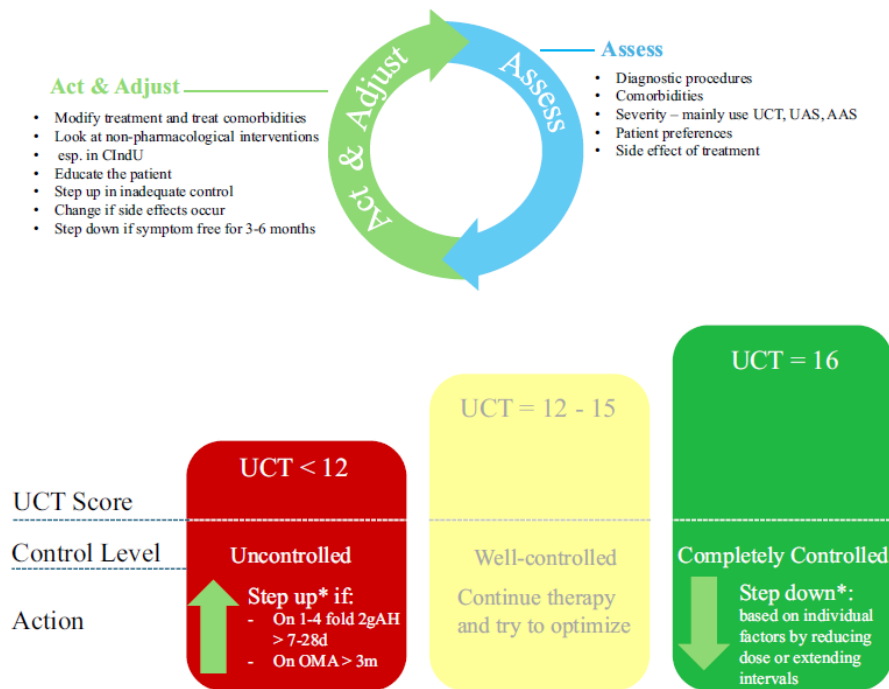 Act & Adjust
• Modify treatment and treat comorbidities
• Look at non-pharmacological interventions
• esp. in CIndU
• Educate the patient
• Step up in inadequate control
• Change if side effects occur
• Step down if symptom free for 3-6 months
Act & Adjust
Assess
Assess
• Diagnostic procedures
• Comorbidities
• Severity – mainly use UCT, UAS, AAS
• Patient preferences
• Side effect of treatment
UCT Score
UCT < 12
UCT = 12 - 15
UCT = 16
Control Level
Uncontrolled
Well-controlled
Completely Controlled
Action
Step up* if:
- On 1-4 fold 2gAH
> 7-28d
- On OMA > 3m
Continue therapy
and try to optimize
Step down*:
based on individual
factors by reducing
dose or extending
intervals